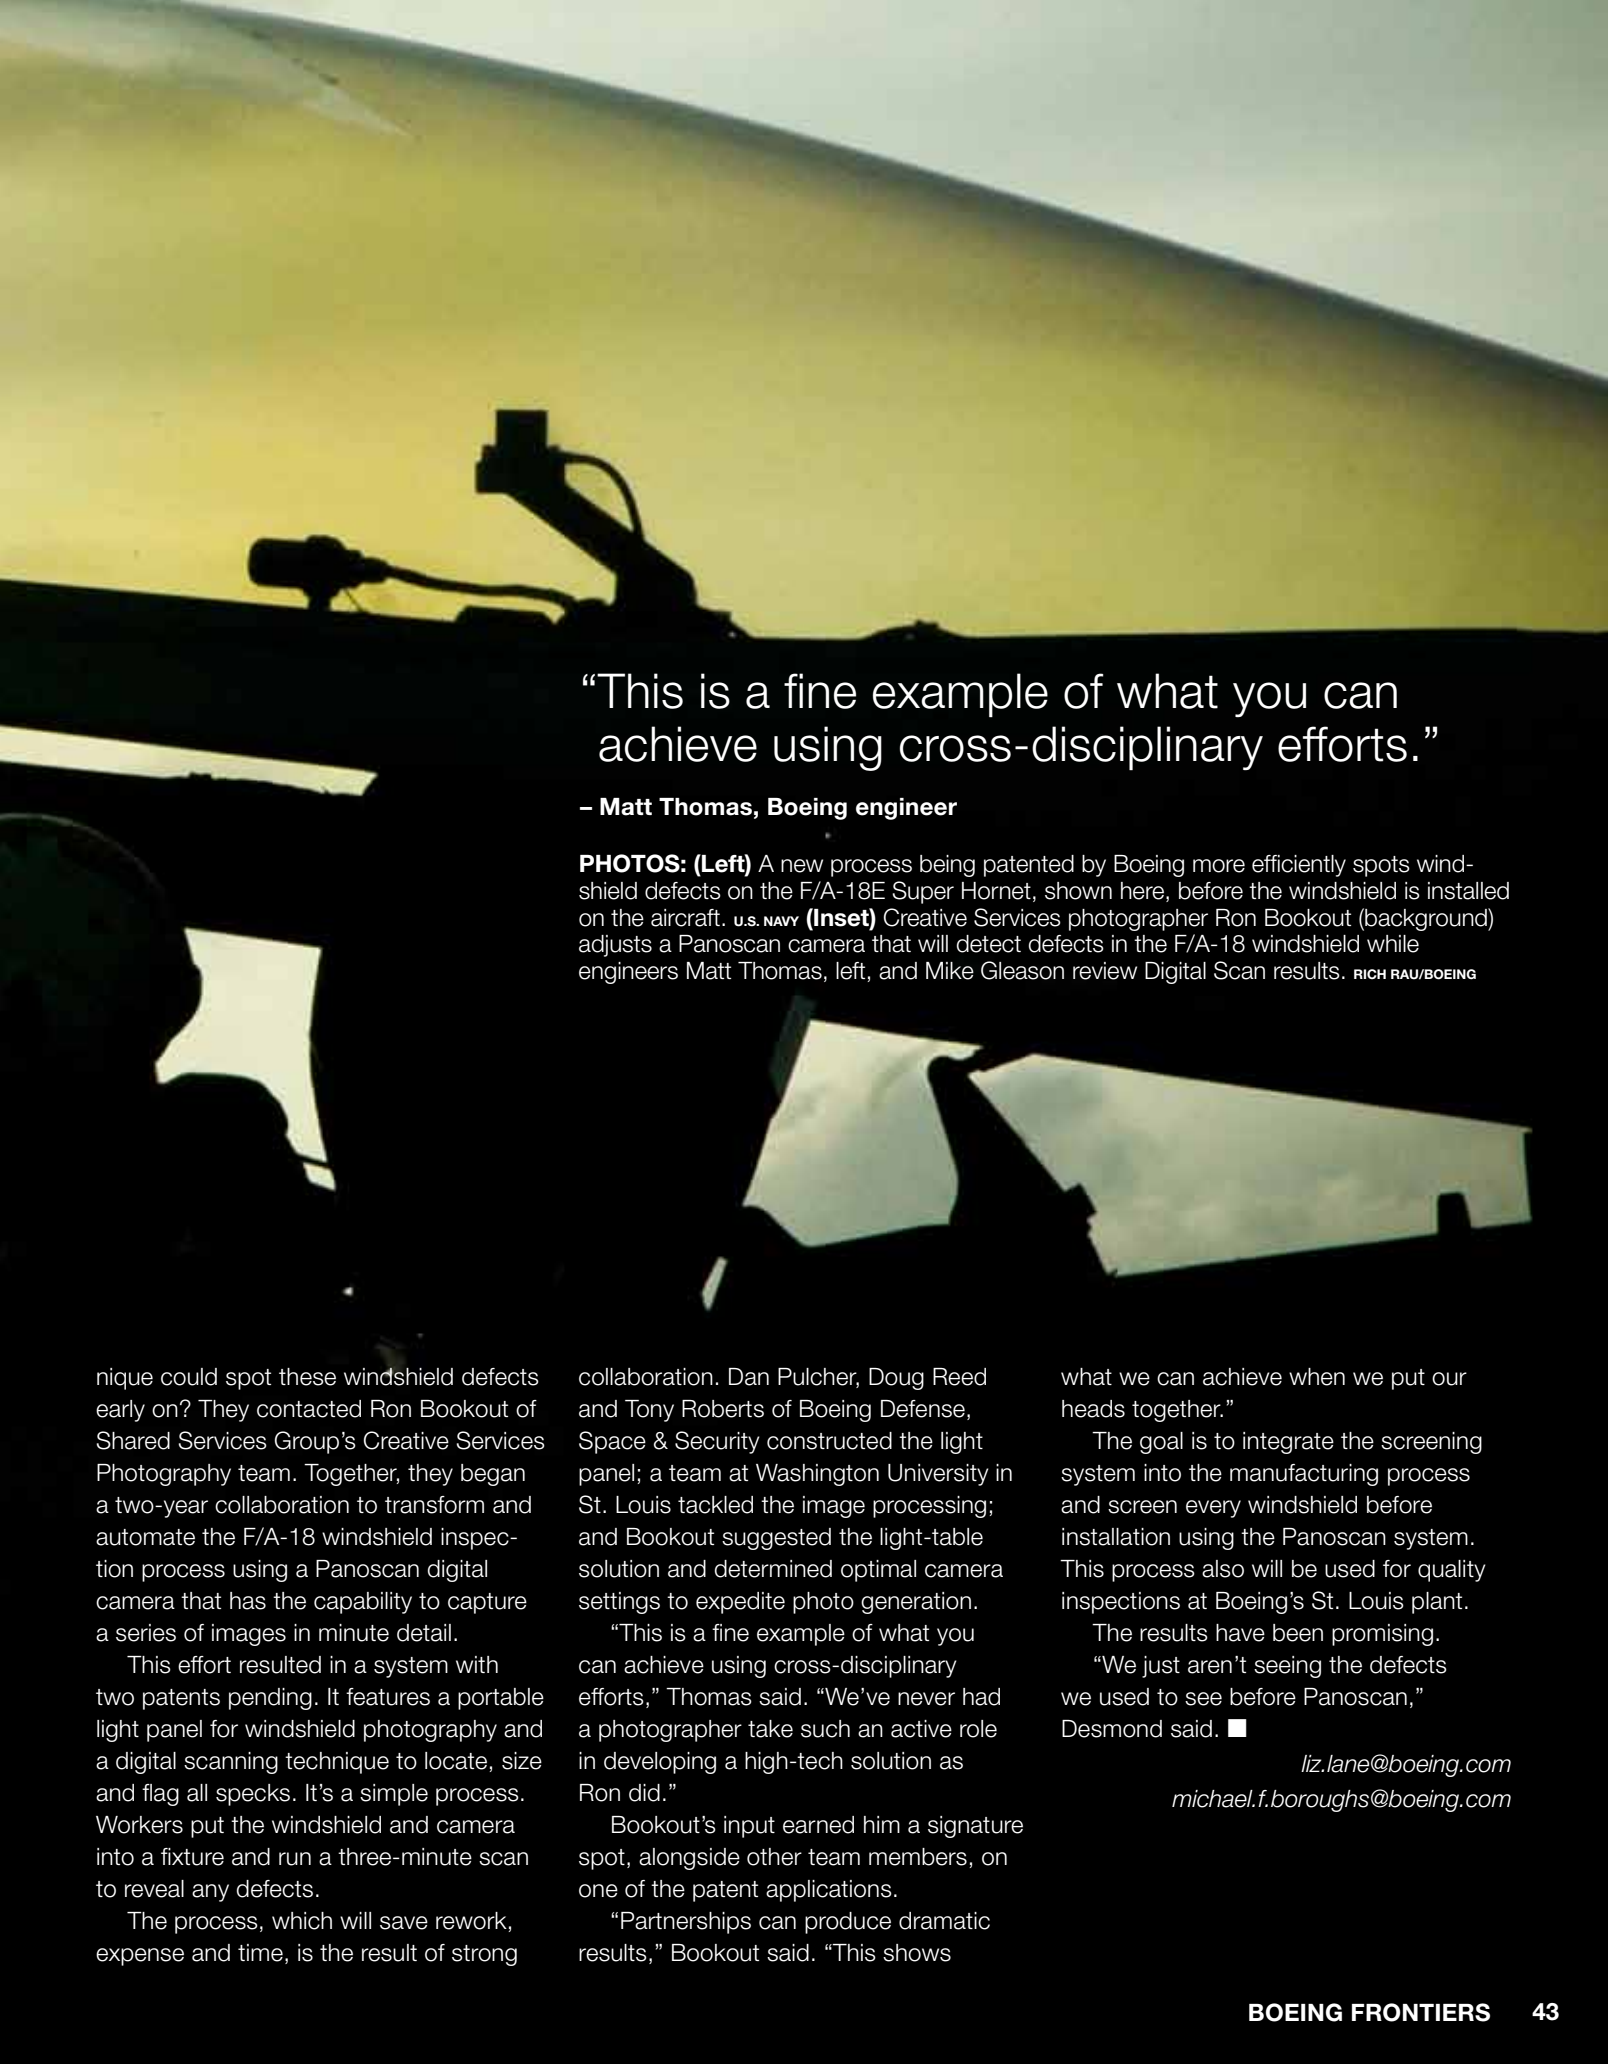 “This is a fine example of what you can
achieve using cross-disciplinary efforts.”
– Matt Thomas, Boeing engineer
PHOTOS: (Left) A new process being patented by Boeing more efficiently spots wind-
shield defects on the F/A-18E Super Hornet, shown here, before the windshield is installed
on the aircraft. U.S. NAVY (Inset) Creative Services photographer Ron Bookout (background)
adjusts a Panoscan camera that will detect defects in the F/A-18 windshield while
engineers Matt Thomas, left, and Mike Gleason review Digital Scan results. RICH RAU/BOEING
nique could spot these windshield defects
early on? They contacted Ron Bookout of
Shared Services Group’s Creative Services
Photography team. Together, they began
a two-year collaboration to transform and
automate the F/A-18 windshield inspec-
tion process using a Panoscan digital
camera that has the capability to capture
a series of images in minute detail.
This effort resulted in a system with
two patents pending. It features a portable
light panel for windshield photography and
a digital scanning technique to locate, size
and flag all specks. It’s a simple process.
Workers put the windshield and camera
into a fixture and run a three-minute scan
to reveal any defects.
The process, which will save rework,
expense and time, is the result of strong
collaboration. Dan Pulcher, Doug Reed
and Tony Roberts of Boeing Defense,
Space & Security constructed the light
panel; a team at Washington University in
St. Louis tackled the image processing;
and Bookout suggested the light-table
solution and determined optimal camera
settings to expedite photo generation.
“This is a fine example of what you
can achieve using cross-disciplinary
efforts,” Thomas said. “We’ve never had
a photographer take such an active role
in developing a high-tech solution as
Ron did.”
Bookout’s input earned him a signature
spot, alongside other team members, on
one of the patent applications.
“Partnerships can produce dramatic
results,” Bookout said. “This shows
what we can achieve when we put our
heads together.”
The goal is to integrate the screening
system into the manufacturing process
and screen every windshield before
installation using the Panoscan system.
This process also will be used for quality
inspections at Boeing’s St. Louis plant.
The results have been promising.
“We just aren’t seeing the defects
we used to see before Panoscan,”
Desmond said. ■
liz.lane@boeing.com
michael.f.boroughs@boeing.com
BOEING FRONTIERS 43